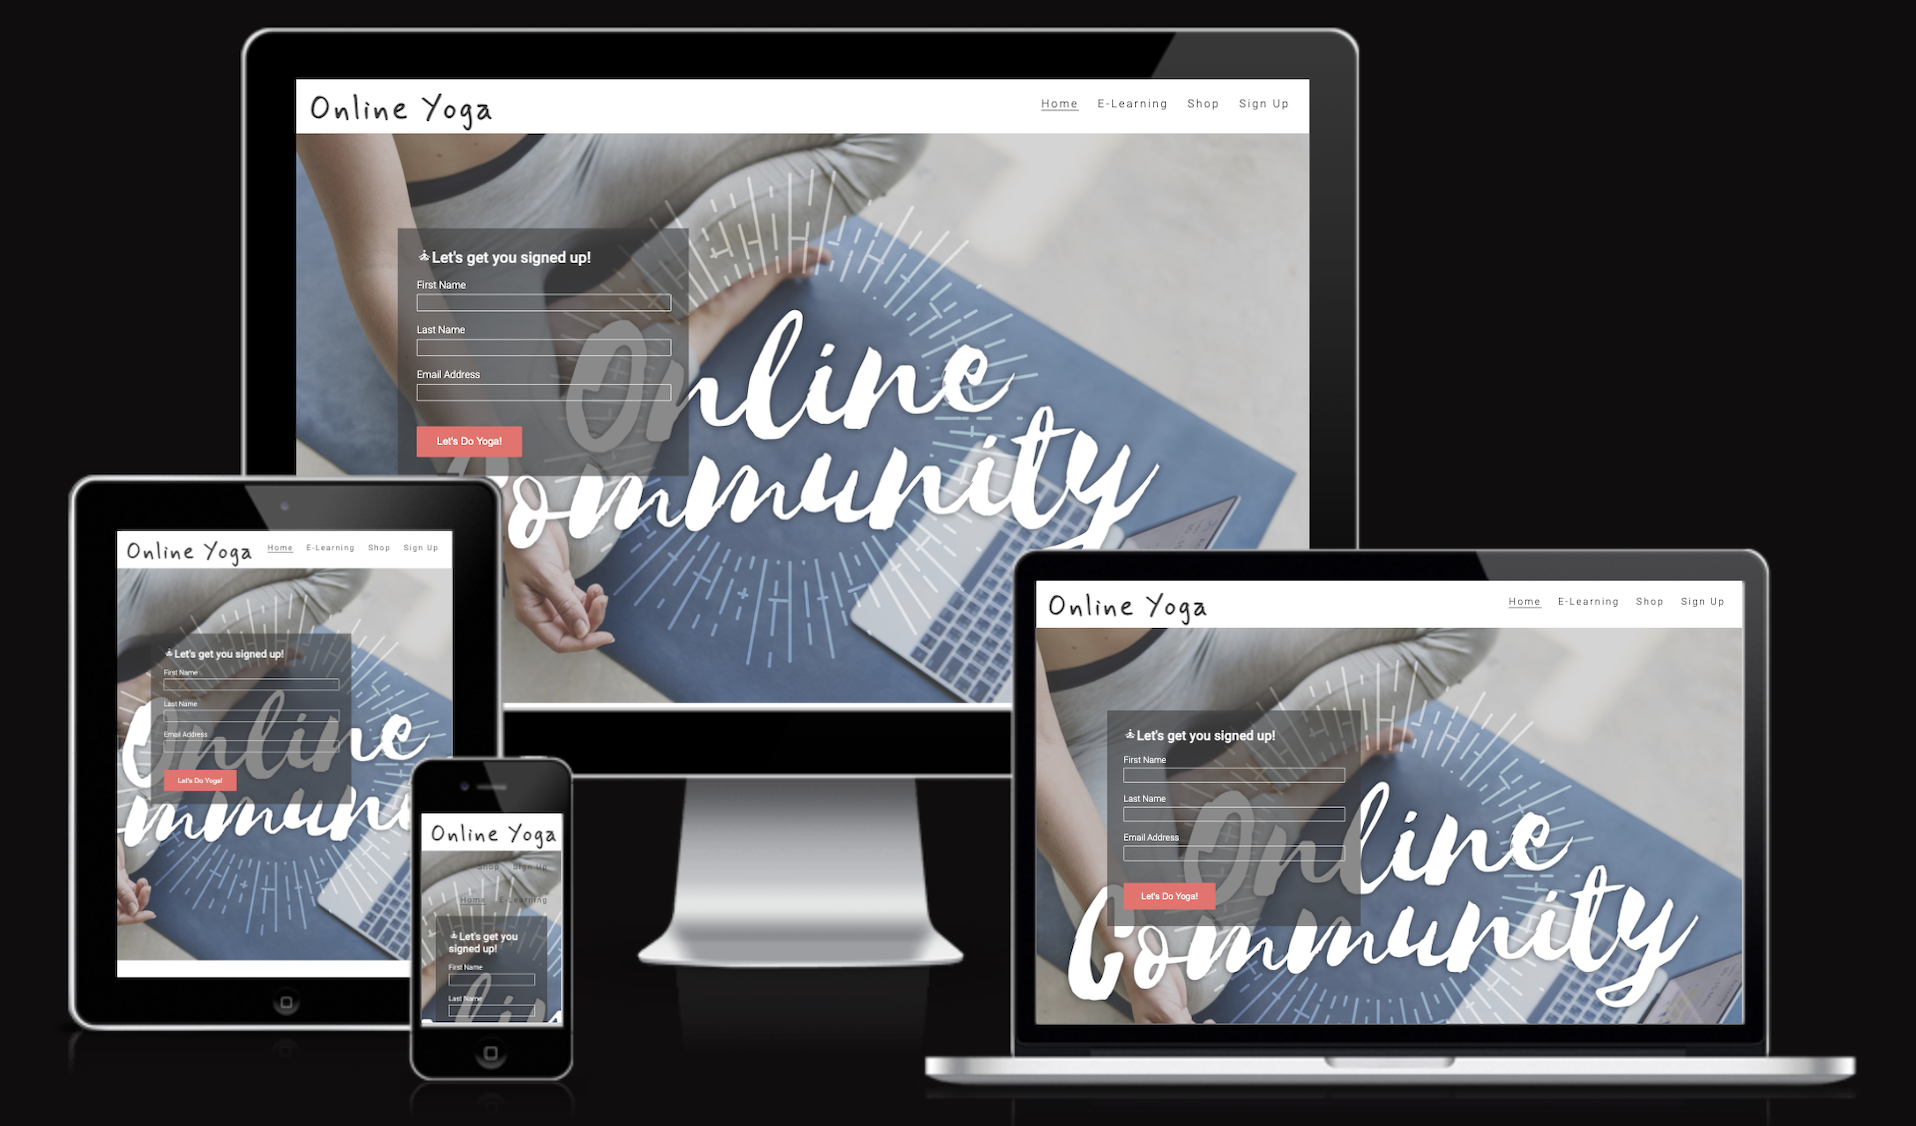 Online Yoga
Home E-Learning Shop Sign Up
Let's get you signed up!
First Name
Last Name
Email Address
Let's Do Yoga!
Online
Community
Online Yoga
Home E-Learning Shop Sign Up
Let's get you signed up!
First Name
Last Name
Email Address
Let's Do Yoga!
Online
mmuni
Online Yoga
Shop Sign Up
Home E-Learning
Let's get you
signed up!
First Name
Last Name
lin
Online Yoga
Home E-Learning Shop Sign Up
Let's get you signed up!
First Name
Last Name
Email Address
Let's Do Yoga!
Online
Community